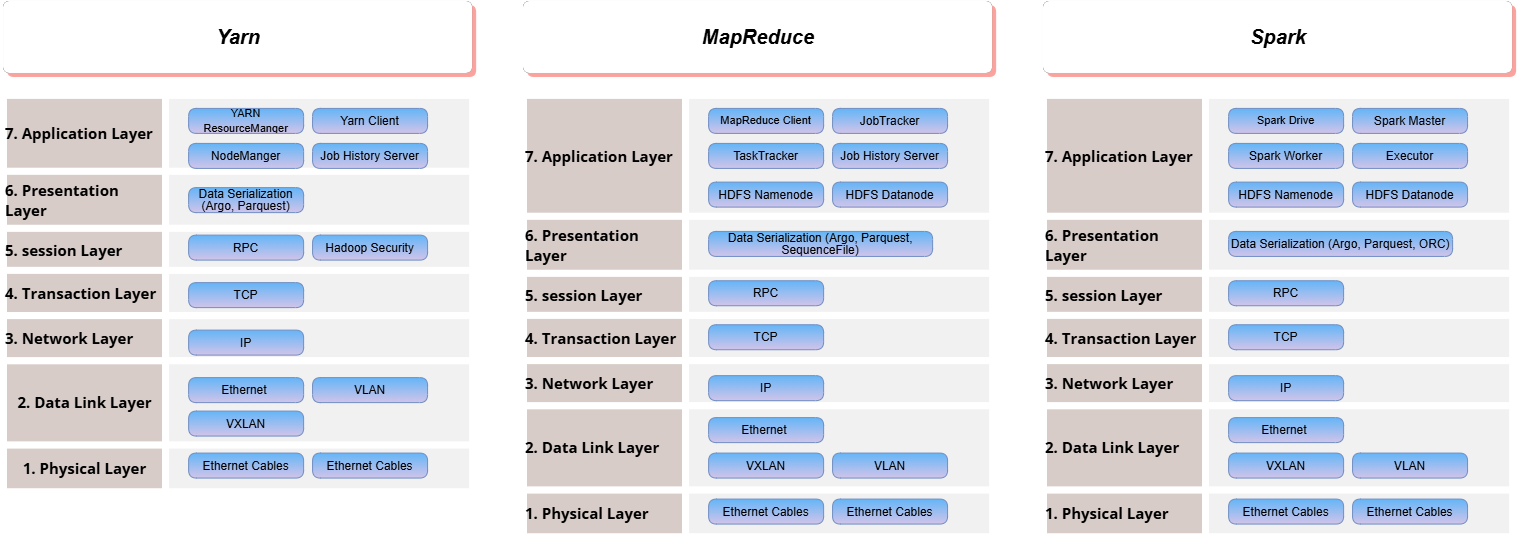 Yarn
7. Application Layer
YARN
ResourceManger
Yarn Client
NodeManger
Job History Server
6. Presentation
Layer
Data Serialization
(Argo, Parquest)
5. session Layer
RPC
Hadoop Security
4. Transaction Layer
TCP
3. Network Layer
IP
2. Data Link Layer
Ethernet
VLAN
VXLAN
1. Physical Layer
Ethernet Cables
Ethernet Cables
MapReduce
7. Application Layer
MapReduce Client
JobTracker
TaskTracker
Job History Server
HDFS Namenode
HDFS Datanode
6. Presentation
Layer
Data Serialization (Argo, Parquest,
SequenceFile)
5. session Layer
RPC
4. Transaction Layer
TCP
3. Network Layer
IP
2. Data Link Layer
Ethernet
VXLAN
VLAN
1. Physical Layer
Ethernet Cables
Ethernet Cables
Spark
7. Application Layer
Spark Drive
Spark Master
Spark Worker
Executor
HDFS Namenode
HDFS Datanode
6. Presentation
Layer
Data Serialization (Argo, Parquest, ORC)
5. session Layer
RPC
4. Transaction Layer
TCP
3. Network Layer
IP
2. Data Link Layer
Ethernet
VXLAN
VLAN
1. Physical Layer
Ethernet Cables
Ethernet Cables